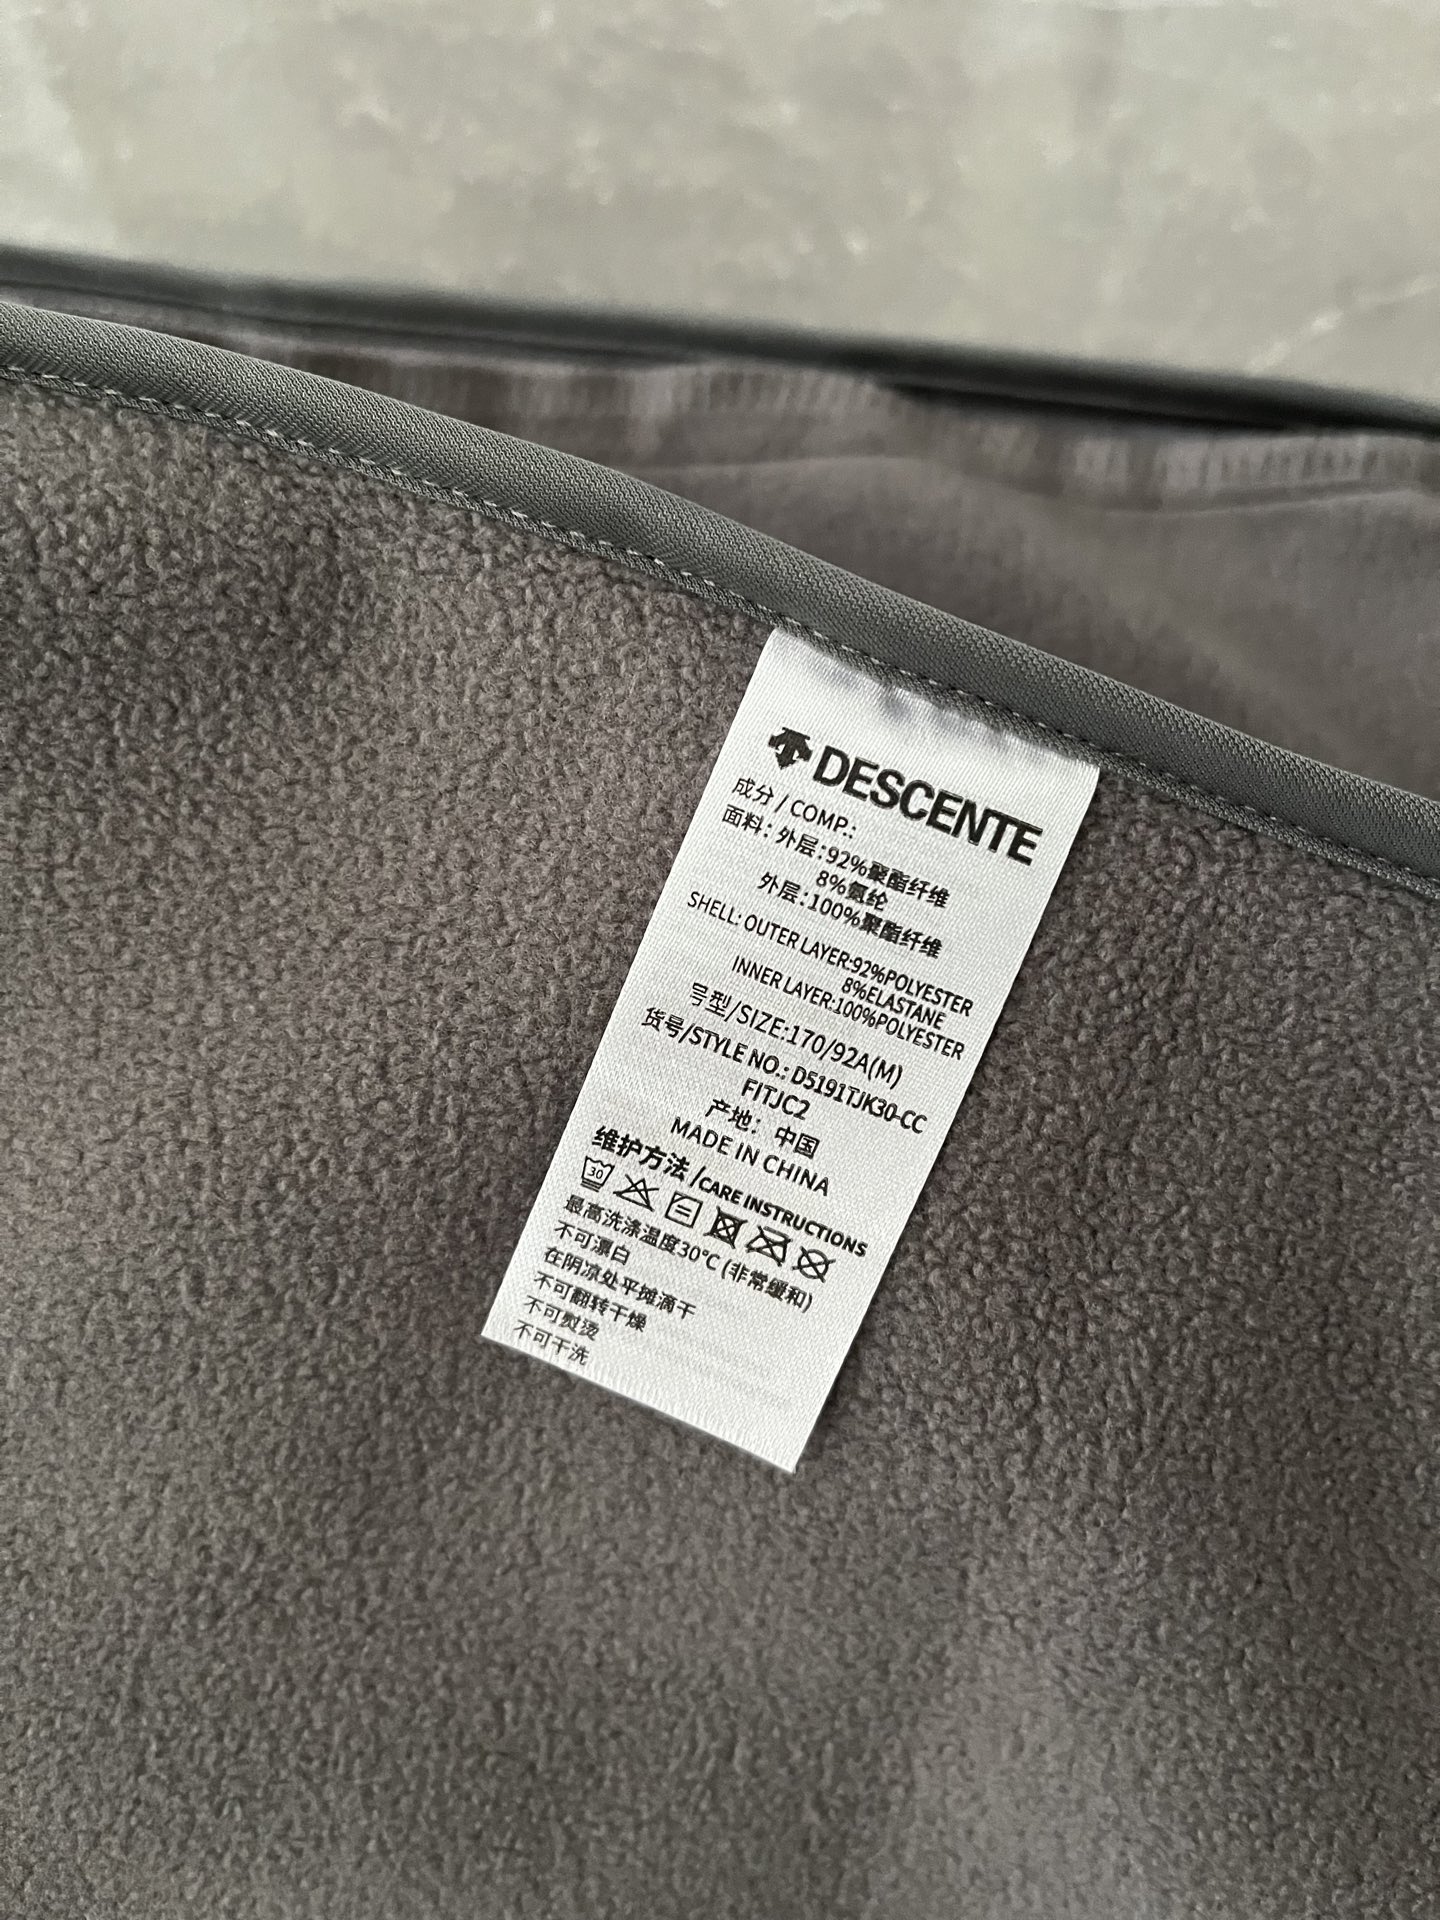 DESCENTE
成分/COMP.:
面料：外层:92%聚酯纤维
8%氨纶
外层:100%聚酯纤维
SHELL: OUTER LAYER:92%POLYESTER
8%ELASTANE
INNER LAYER:100%POLYESTER
号型/SIZE:170/92A(M)
货号/STYLE NO.: D5191TJK30-CC
FITJC2
产地：中国
MADE IN CHINA
维护方法/CARE INSTRUCTIONS
30
最高洗涤温度30℃(非常缓和)
不可漂白
在阴凉处平摊滴干
不可翻转干燥
不可熨烫
不可干洗